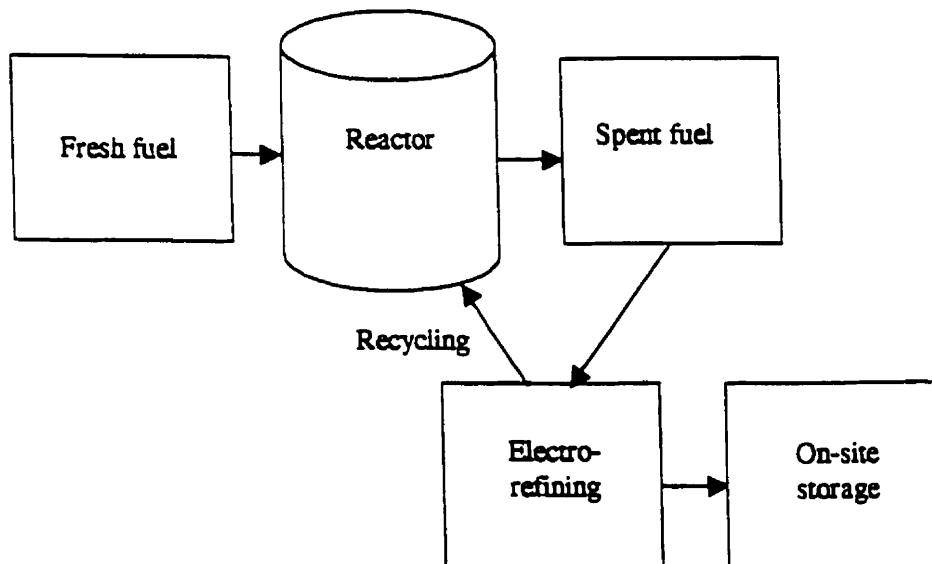 Fresh fuel
Reactor
Spent fuel
Recycling
Electro-
refining
On-site
storage